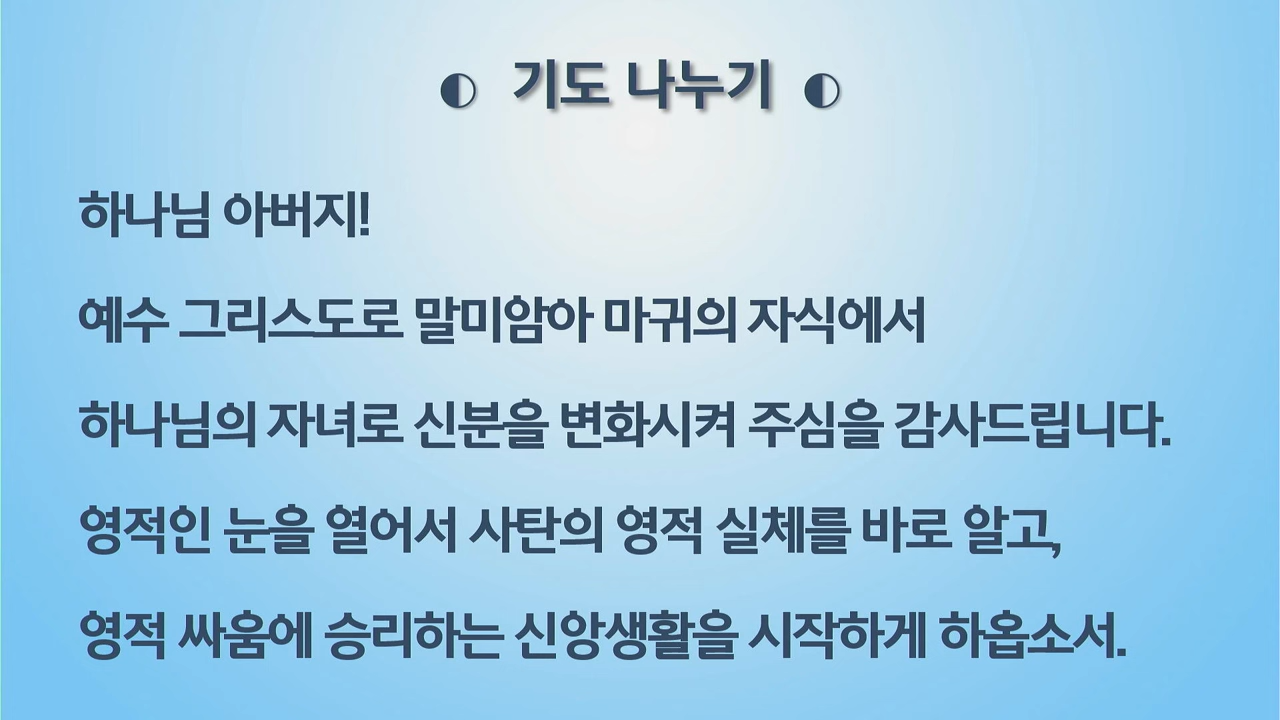 ◐ 기도 나누기 ◐
하나님 아버지!
예수 그리스도로 말미암아 마귀의 자식에서
하나님의 자녀로 신분을 변화시켜 주심을 감사드립니다.
영적인 눈을 열어서 사탄의 영적 실체를 바로 알고,
영적 싸움에 승리하는 신앙생활을 시작하게 하옵소서.